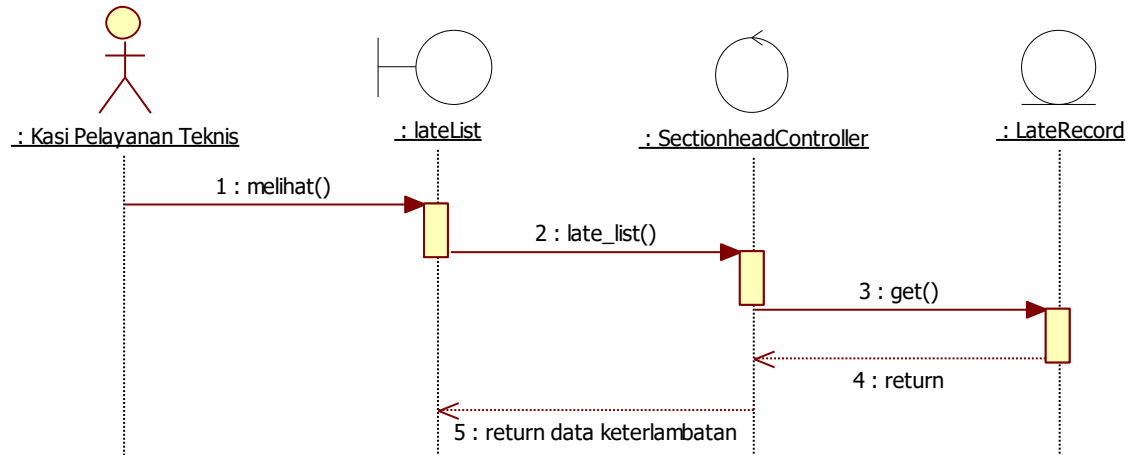 : Kasi Pelayanan Teknis
: lateList
: SectionheadController
: LateRecord
1 : melihat()
2 : late_list()
3 : get()
4 : return
5 : return data keterlambatan